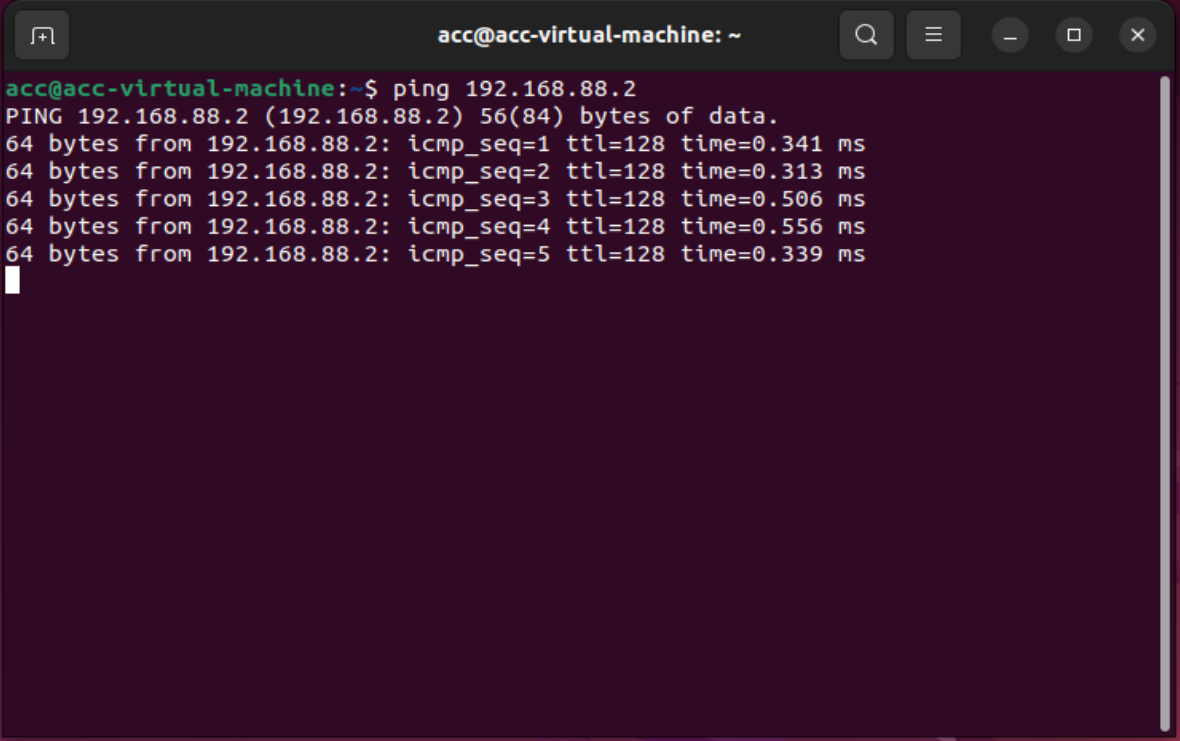 acc@acc-virtual-machine: ~
acc@acc-virtual-machine:~$ ping 192.168.88.2
PING 192.168.88.2 (192.168.88.2) 56(84) bytes of data.
64 bytes from 192.168.88.2: icmp_seq=1 ttl=128 time=0.341 ms
64 bytes from 192.168.88.2: icmp_seq=2 ttl=128 time=0.313 ms
64 bytes from 192.168.88.2: icmp_seq=3 ttl=128 time=0.506 ms
64 bytes from 192.168.88.2: icmp_seq=4 ttl=128 time=0.556 ms
64 bytes from 192.168.88.2: icmp_seq=5 ttl=128 time=0.339 ms